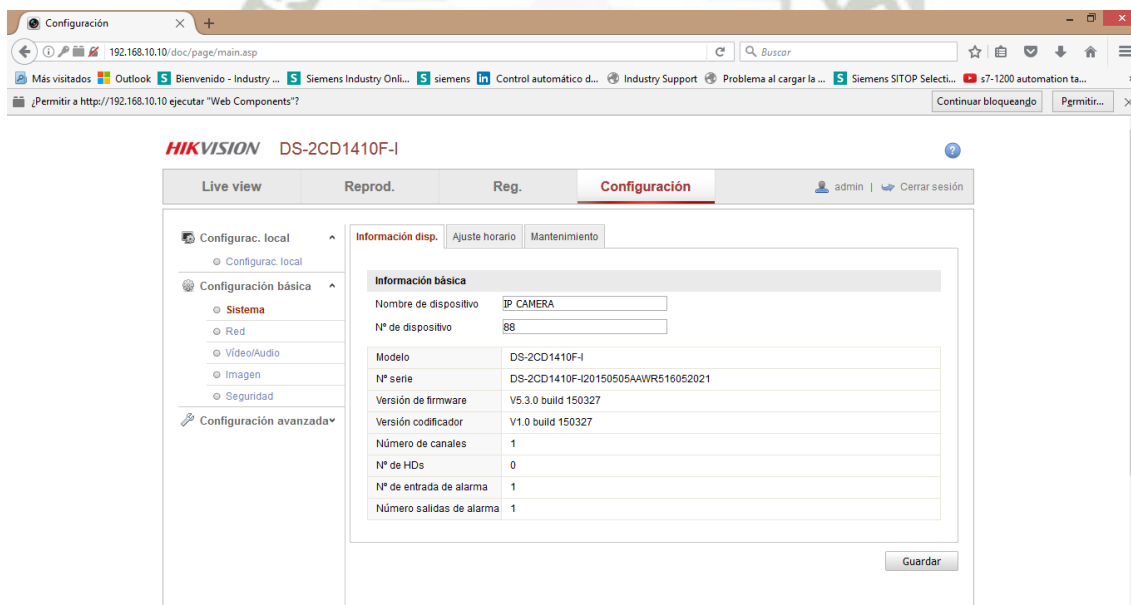 Configuración
192.168.10.10/doc/page/main.asp
Buscar
Más visitados Outlook Bienvenido - Industry ... Siemens Industry Onli... siemens Control automático d... Industry Support Problema al cargar la ... Siemens SITOP Selecti... s7-1200 automation ta...
¿Permitir a http://192.168.10.10 ejecutar "Web Components"? Continuar bloqueando Permitir...
HIKVISION DS-2CD1410F-I
Live view Reprod. Reg. Configuración admin | Cerrar sesión
Configurac. local
Configurac. local
Configuración básica
Sistema
Red
Vídeo/Audio
Imagen
Seguridad
Configuración avanzada
Información disp. Ajuste horario Mantenimiento
Información básica
Nombre de dispositivo IP CAMERA
Nº de dispositivo 88
Modelo DS-2CD1410F-I
Nº serie DS-2CD1410F-I20150505AAWR516052021
Versión de firmware V5.3.0 build 150327
Versión codificador V1.0 build 150327
Número de canales 1
Nº de HDs 0
Nº de entrada de alarma 1
Número salidas de alarma 1
Guardar